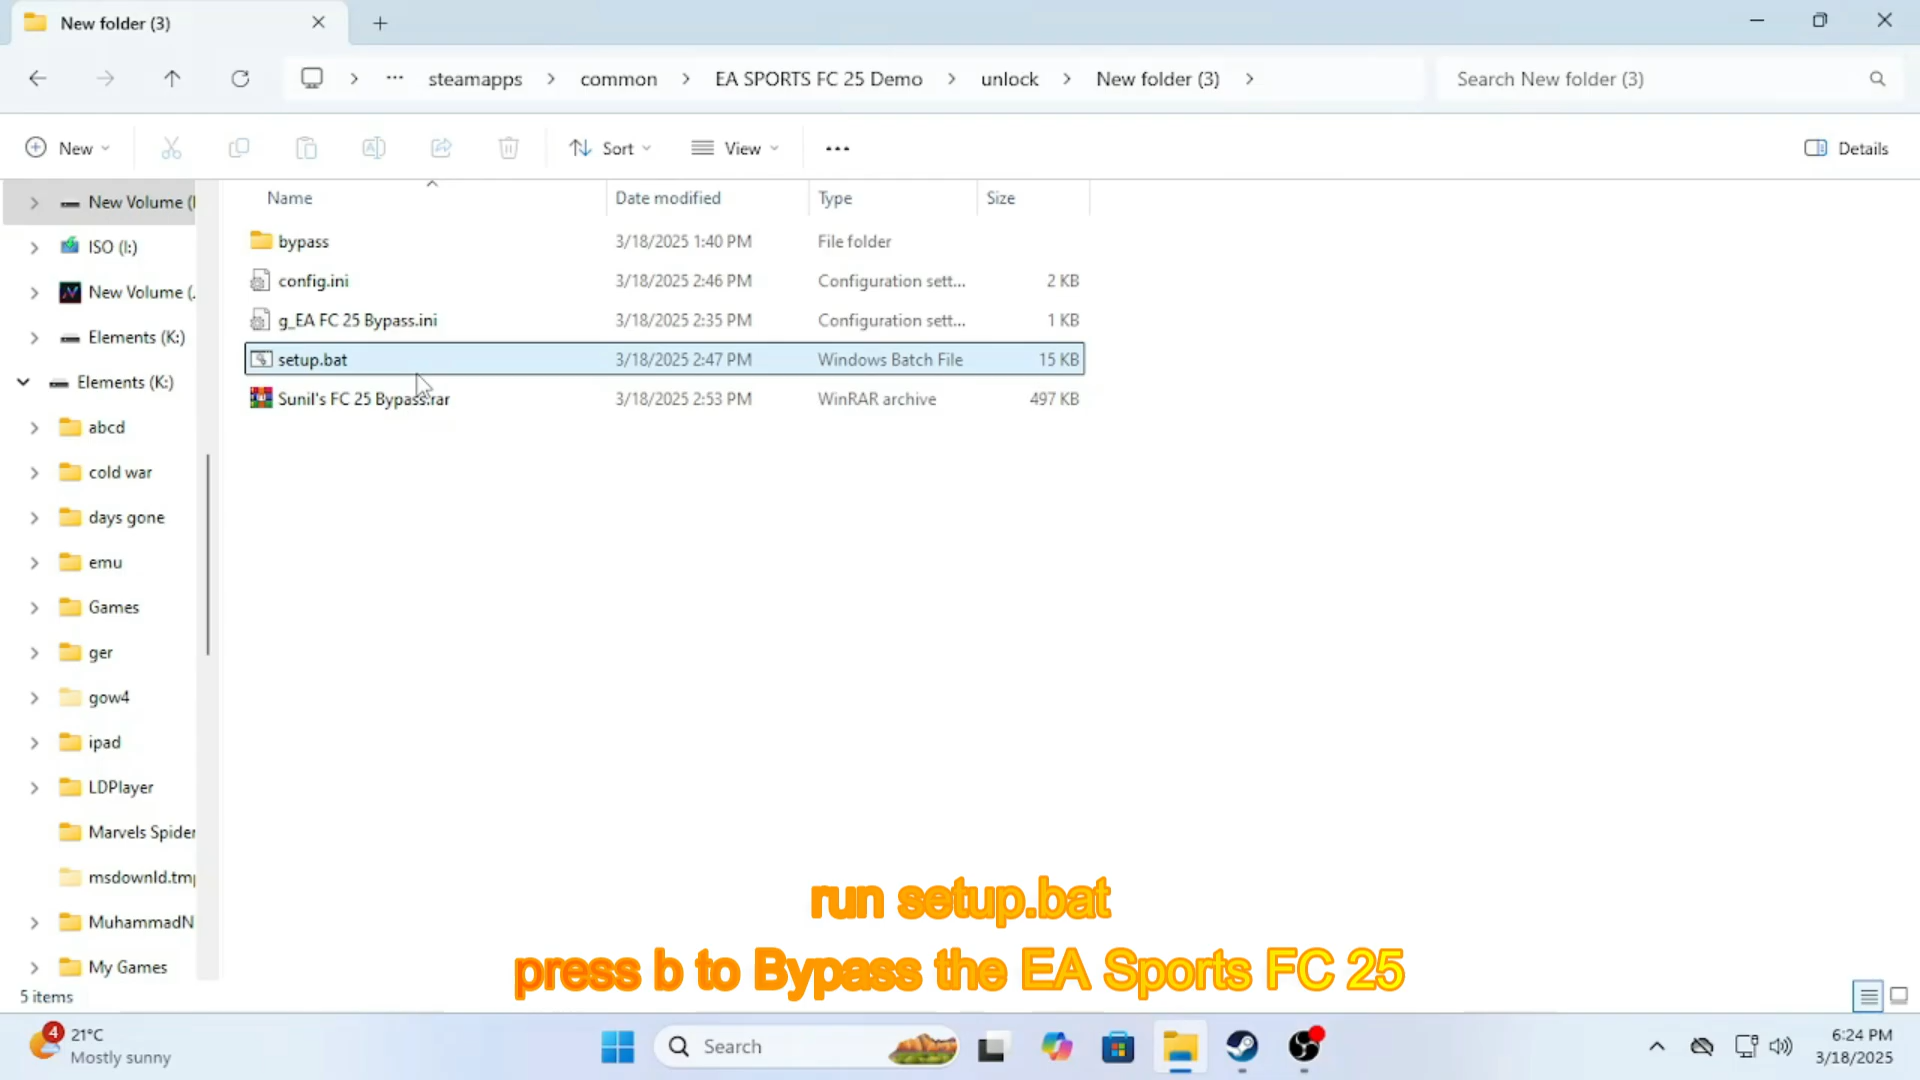 New folder (3)
steamapps
common
EA SPORTS FC 25 Demo
unlock
New folder (3)
Search New folder (3)
New
Sort
View
Details
Name
Date modified
Type
Size
bypass
3/18/2025 1:40 PM
File folder
config.ini
3/18/2025 2:46 PM
Configuration sett...
2 KB
g_EA FC 25 Bypass.ini
3/18/2025 2:35 PM
Configuration sett...
1 KB
setup.bat
3/18/2025 2:47 PM
Windows Batch File
15 KB
Sunil's FC 25 Bypass.rar
3/18/2025 2:53 PM
WinRAR archive
497 KB
New Volume (
ISO (I:)
New Volume (.
Elements (K:)
Elements (K:)
abcd
cold war
days gone
emu
Games
ger
gow4
ipad
LDPlayer
Marvels Spider
msdownld.tmp
MuhammadN
My Games
5 items
run setup.bat
press b to Bypass the EA Sports FC 25
4
21°C
Mostly sunny
Search
6:24 PM
3/18/2025